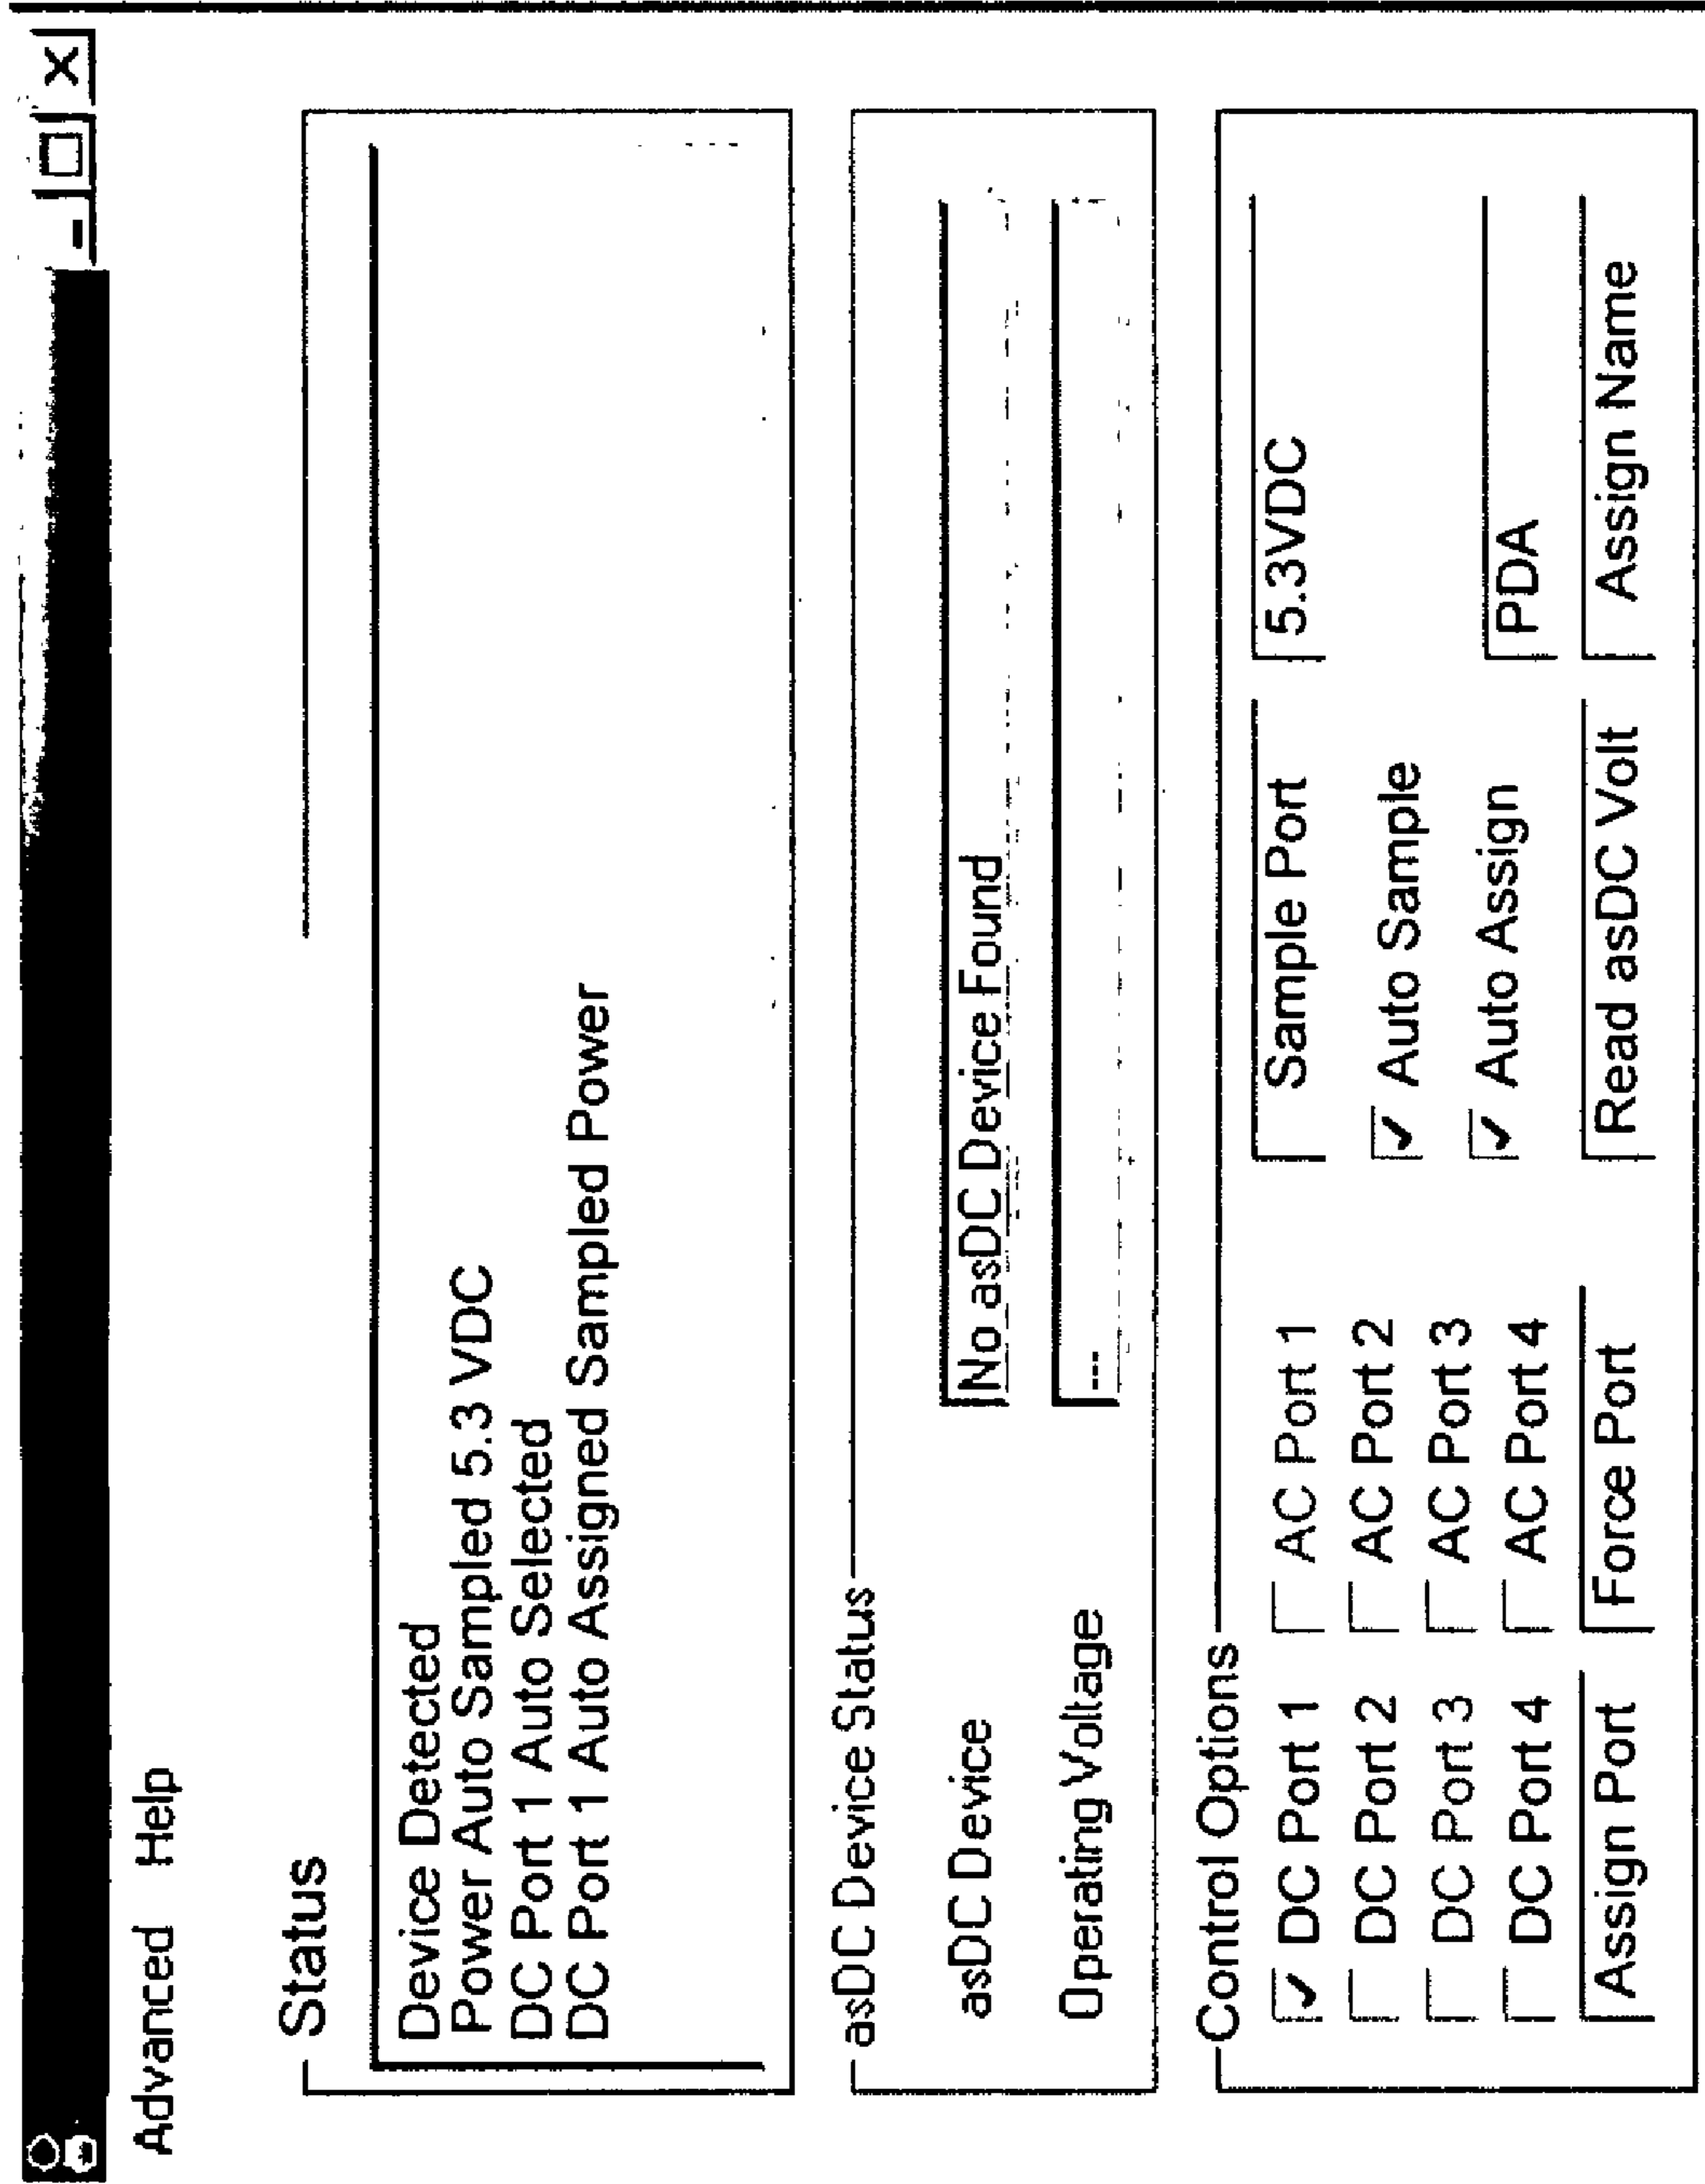 Advanced Help
Status
Device Detected
Power Auto Sampled 5.3 VDC
DC Port 1 Auto Selected
DC Port 1 Auto Assigned Sampled Power
asDC Device Status
asDC Device No asDC Device Found
Operating Voltage ---
Control Options
DC Port 1 AC Port 1 Sample Port 5.3VDC
DC Port 2 AC Port 2 Auto Sample
DC Port 3 AC Port 3 Auto Assign
DC Port 4 AC Port 4 PDA
Assign Port Force Port Read asDC Volt Assign Name